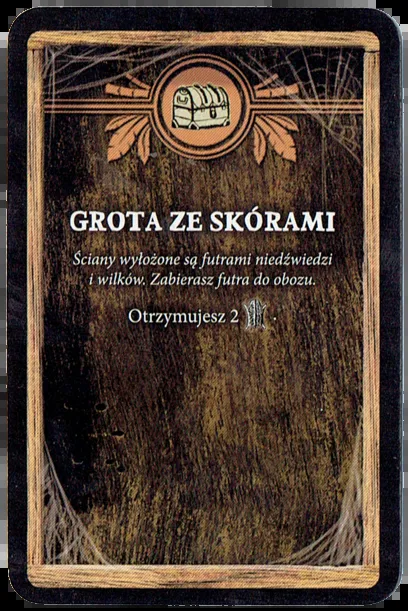 GROTA ZE SKÓRAMI
Ściany wyłożone są futrami niedźwiedzi
i wilków. Zabierasz futra do obozu.
Otrzymujesz 2 .